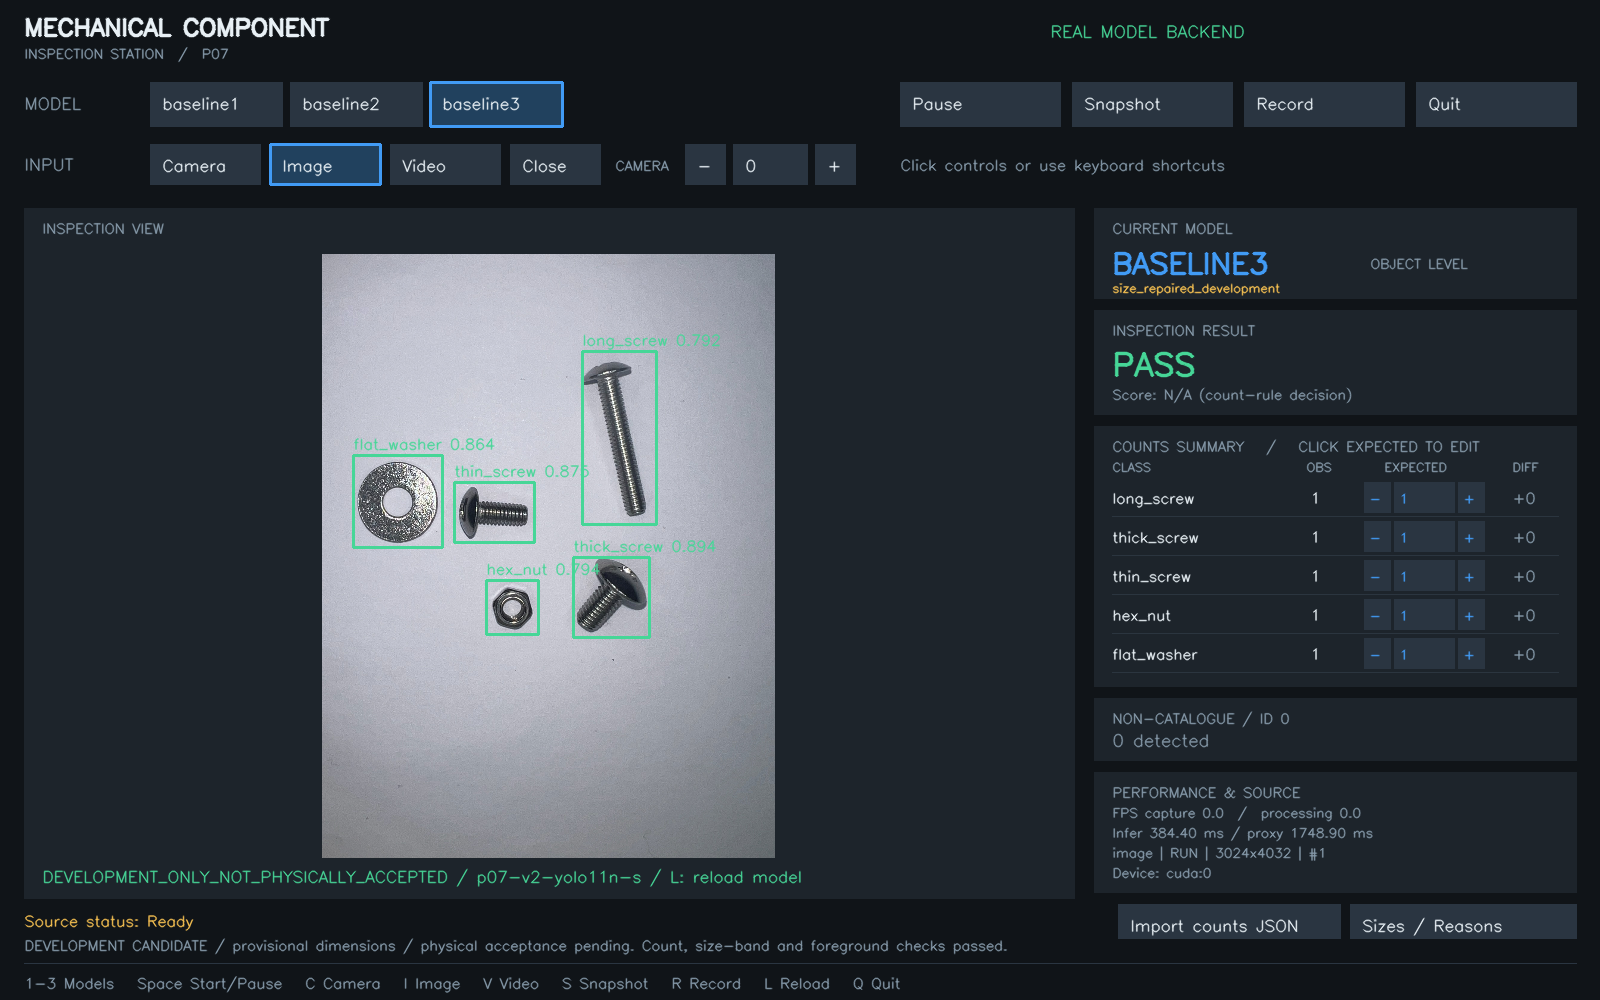 MECHANICAL COMPONENT
INSPECTION STATION / P07
REAL MODEL BACKEND
MODEL baseline1 baseline2 baseline3 Pause Snapshot Record Quit
INPUT Camera Image Video Close CAMERA − 0 + Click controls or use keyboard shortcuts
INSPECTION VIEW
long_screw 0.792
flat_washer 0.864
thin_screw 0.875
thick_screw 0.894
hex_nut 0.794
DEVELOPMENT_ONLY_NOT_PHYSICALLY_ACCEPTED / p07-v2-yolo11n-s / L: reload model
CURRENT MODEL
BASELINE3 OBJECT LEVEL
size_repaired_development
INSPECTION RESULT
PASS
Score: N/A (count-rule decision)
COUNTS SUMMARY / CLICK EXPECTED TO EDIT
CLASS OBS EXPECTED DIFF
long_screw 1 − 1 + +0
thick_screw 1 − 1 + +0
thin_screw 1 − 1 + +0
hex_nut 1 − 1 + +0
flat_washer 1 − 1 + +0
NON-CATALOGUE / ID 0
0 detected
PERFORMANCE & SOURCE
FPS capture 0.0 / processing 0.0
Infer 384.40 ms / proxy 1748.90 ms
image | RUN | 3024x4032 | #1
Device: cuda:0
Import counts JSON Sizes / Reasons
Source status: Ready
DEVELOPMENT CANDIDATE / provisional dimensions / physical acceptance pending. Count, size-band and foreground checks passed.
1-3 Models Space Start/Pause C Camera I Image V Video S Snapshot R Record L Reload Q Quit